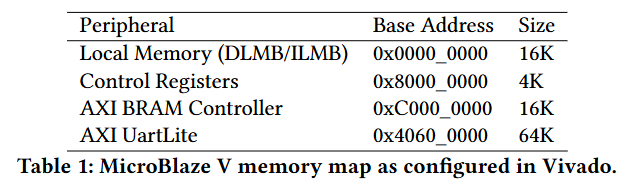 Peripheral Base Address Size
Local Memory (DLMB/ILMB) 0x0000_0000 16K
Control Registers 0x8000_0000 4K
AXI BRAM Controller 0xC000_0000 16K
AXI UartLite 0x4060_0000 64K
Table 1: MicroBlaze V memory map as configured in Vivado.